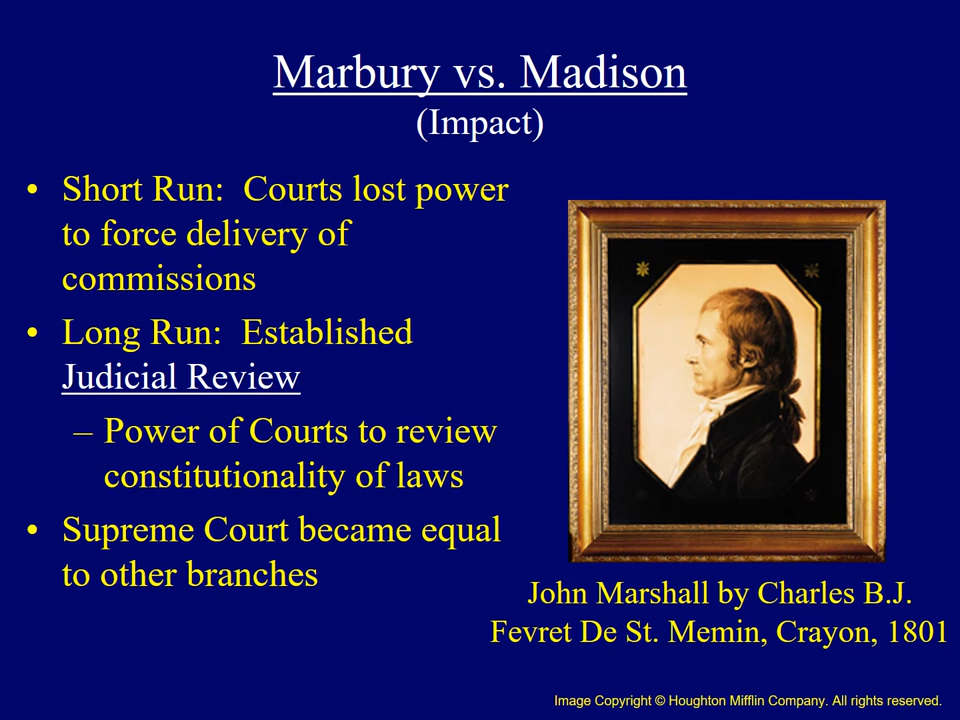 Marbury vs. Madison
(Impact)
• Short Run:  Courts lost power
to force delivery of
commissions
• Long Run:  Established
Judicial Review
– Power of Courts to review
constitutionality of laws
• Supreme Court became equal
to other branches
John Marshall by Charles B.J.
Fevret De St. Memin, Crayon, 1801
Image Copyright © Houghton Mifflin Company. All rights reserved.